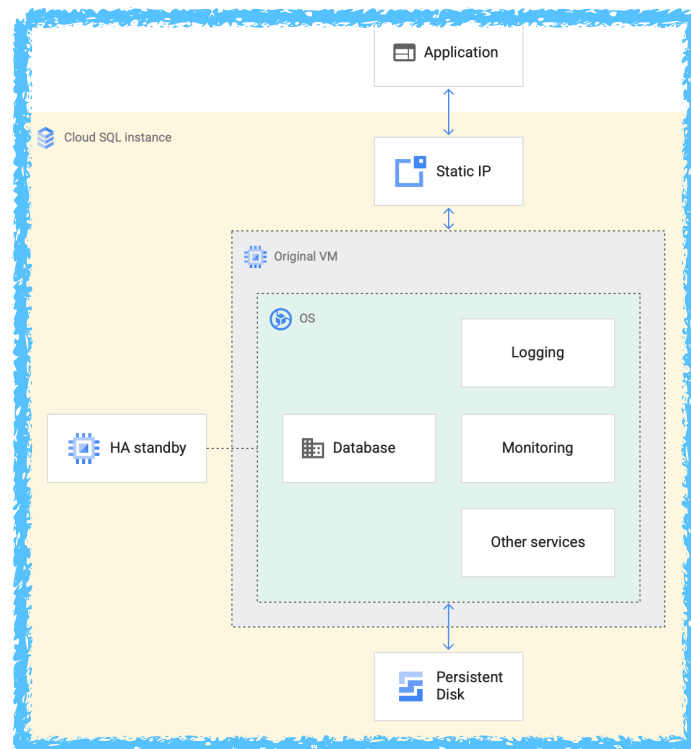 Application
Cloud SQL instance
Static IP
Original VM
OS
Logging
HA standby
Database
Monitoring
Other services
Persistent
Disk